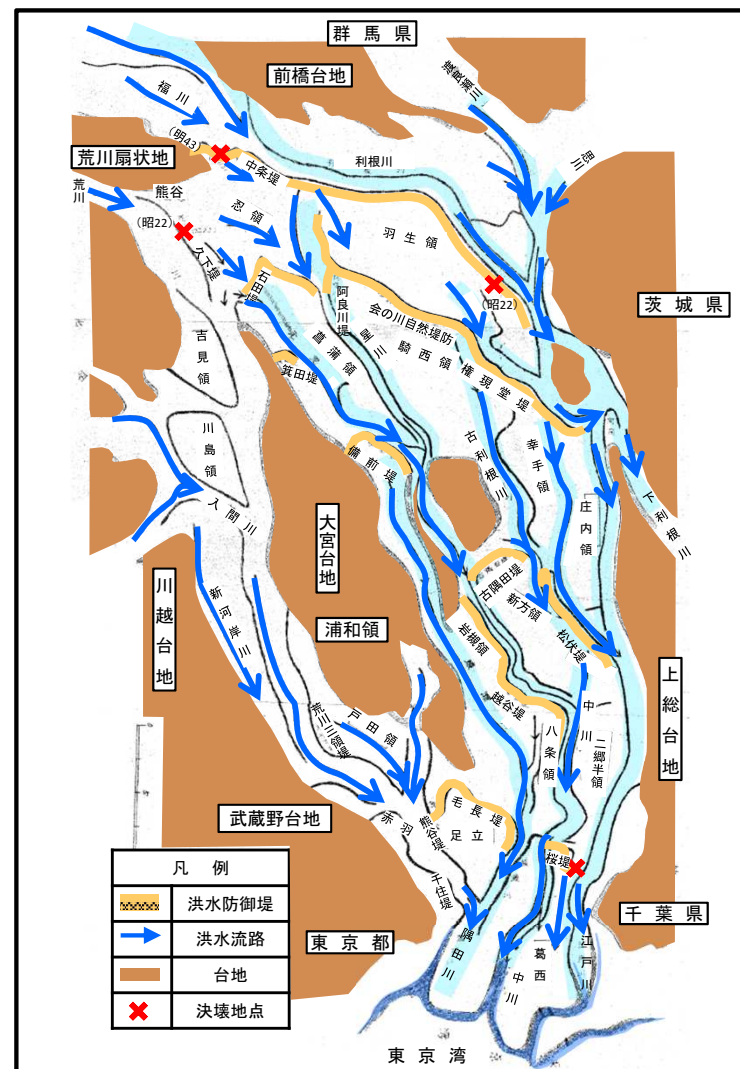 群馬県
前橋台地
渡良瀬川
思川
福川
(明43)
荒川扇状地
中条堤
利根川
荒川
熊谷
忍領
(昭22)
久下堤
羽生領
石田堤
(昭22)
茨城県
阿良川堤
会の川自然堤防
吉見領
菖蒲領
星川
騎西領
権現堂堤
箕田堤
川島領
備前堤
古利根川
幸手領
庄内領
下利根川
入間川
大宮台地
川越台地
新河岸川
浦和領
古隅田堤
新方領
岩槻領
松伏堤
越谷堤
上総台地
荒川三領堤
戸田領
中川
八条領
二郷半領
武蔵野台地
赤羽
熊谷堤
毛長堤
足立
桜堤
千住堤
千葉県
東京都
隅田川
中川
葛西
江戸川
東京湾
凡例
洪水防御堤
洪水流路
台地
決壊地点